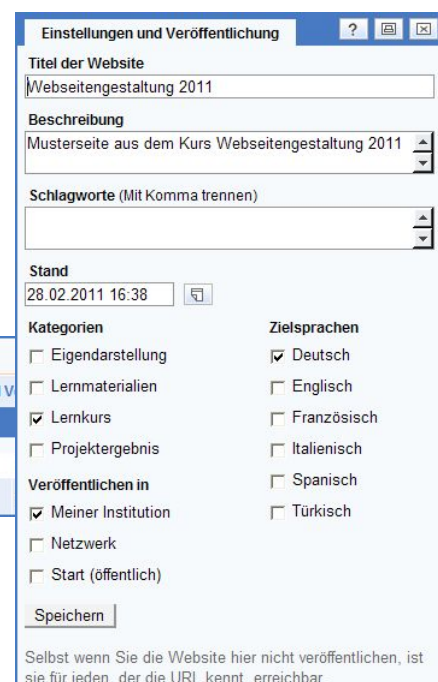 Einstellungen und Veröffentlichung
?
Titel der Website
Webseitengestaltung 2011
Beschreibung
Musterseite aus dem Kurs Webseitengestaltung 2011
Schlagworte (Mit Komma trennen)
Stand
28.02.2011 16:38
Kategorien
Eigendarstellung
Lernmaterialien
Lernkurs
Projektergebnis
Veröffentlichen in
Meiner Institution
Netzwerk
Start (öffentlich)
Zielsprachen
Deutsch
Englisch
Französisch
Italienisch
Spanisch
Türkisch
Speichern
Selbst wenn Sie die Website hier nicht veröffentlichen, ist
sie für jeden, der die URL kennt, erreichbar